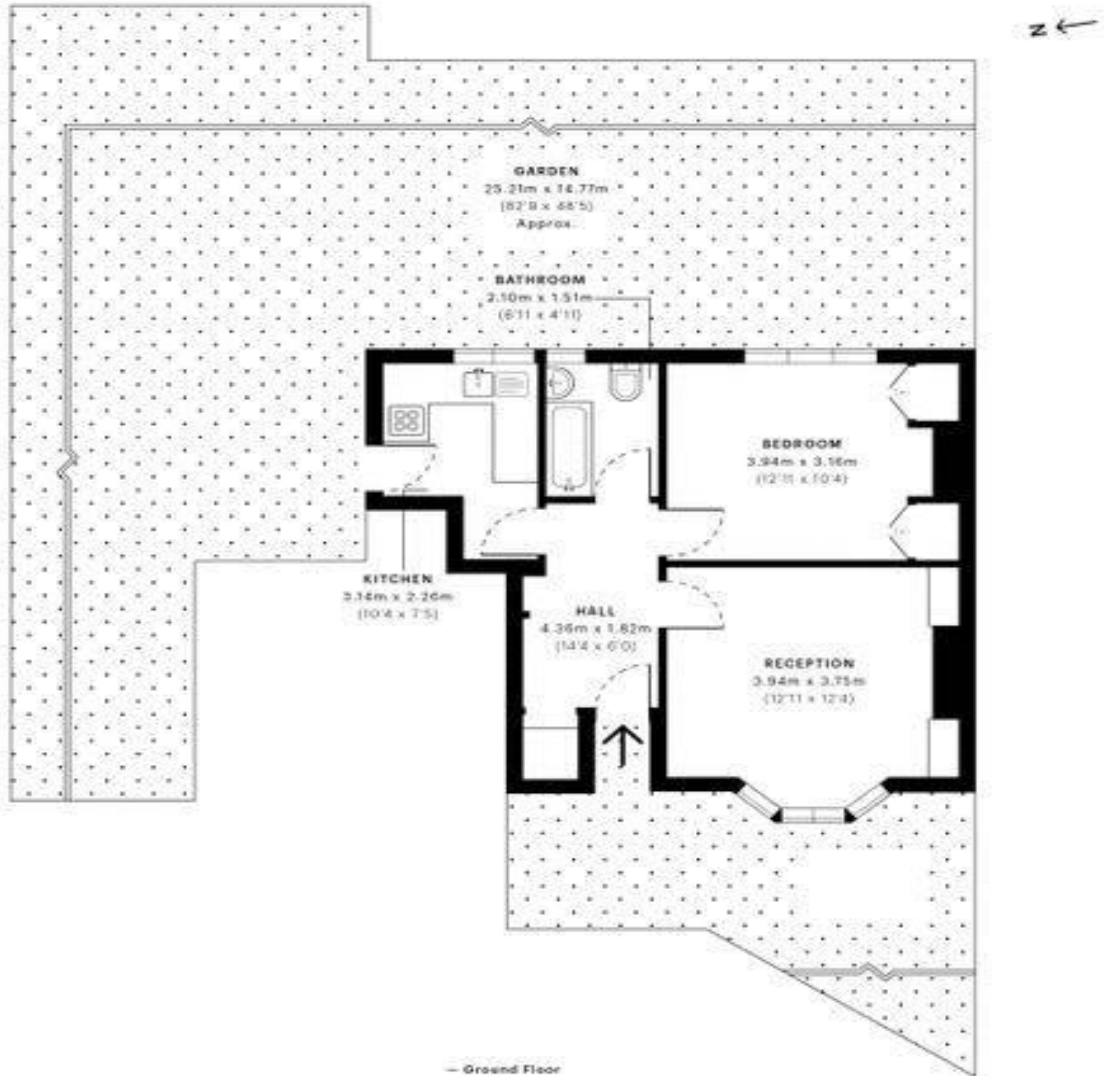 N
GARDEN
25.21m x 14.77m
(82'9 x 48'5)
Approx.
BATHROOM
2.10m x 1.51m
(6'11 x 4'11)
BEDROOM
3.94m x 3.16m
(12'11 x 10'4)
KITCHEN
3.14m x 2.26m
(10'4 x 7'5)
HALL
4.36m x 1.82m
(14'4 x 6'0)
RECEPTION
3.94m x 3.75m
(12'11 x 12'4)
— Ground Floor